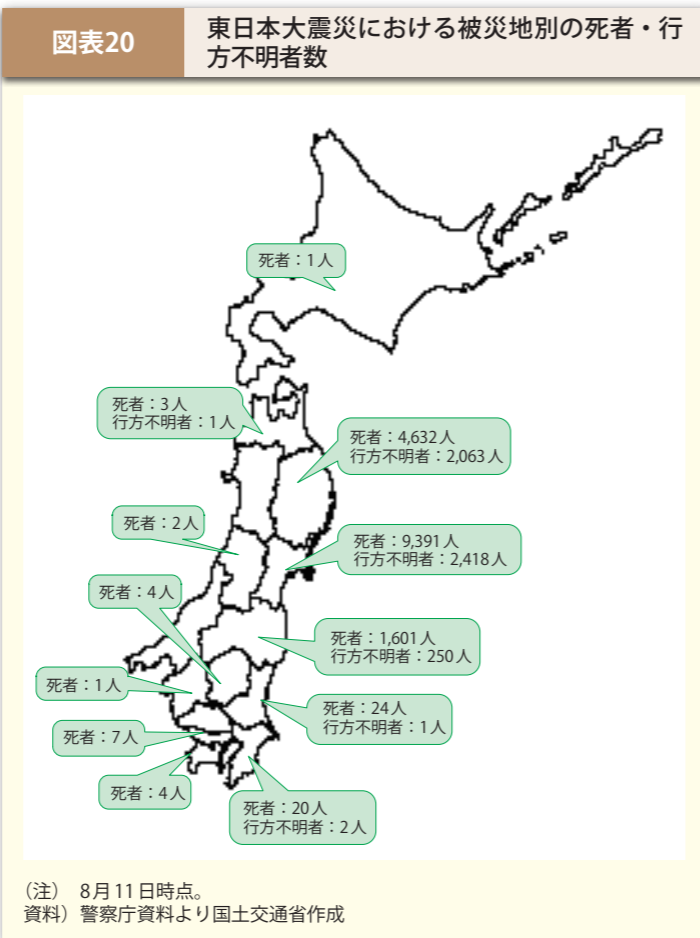 図表20
東日本大震災における被災地別の死者・行
方不明者数
死者：1人
死者：3人
行方不明者：1人
死者：4,632人
行方不明者：2,063人
死者：2人
死者：9,391人
行方不明者：2,418人
死者：4人
死者：1,601人
行方不明者：250人
死者：1人
死者：24人
行方不明者：1人
死者：7人
死者：4人
死者：20人
行方不明者：2人
（注）　8月11日時点。
資料）警察庁資料より国土交通省作成